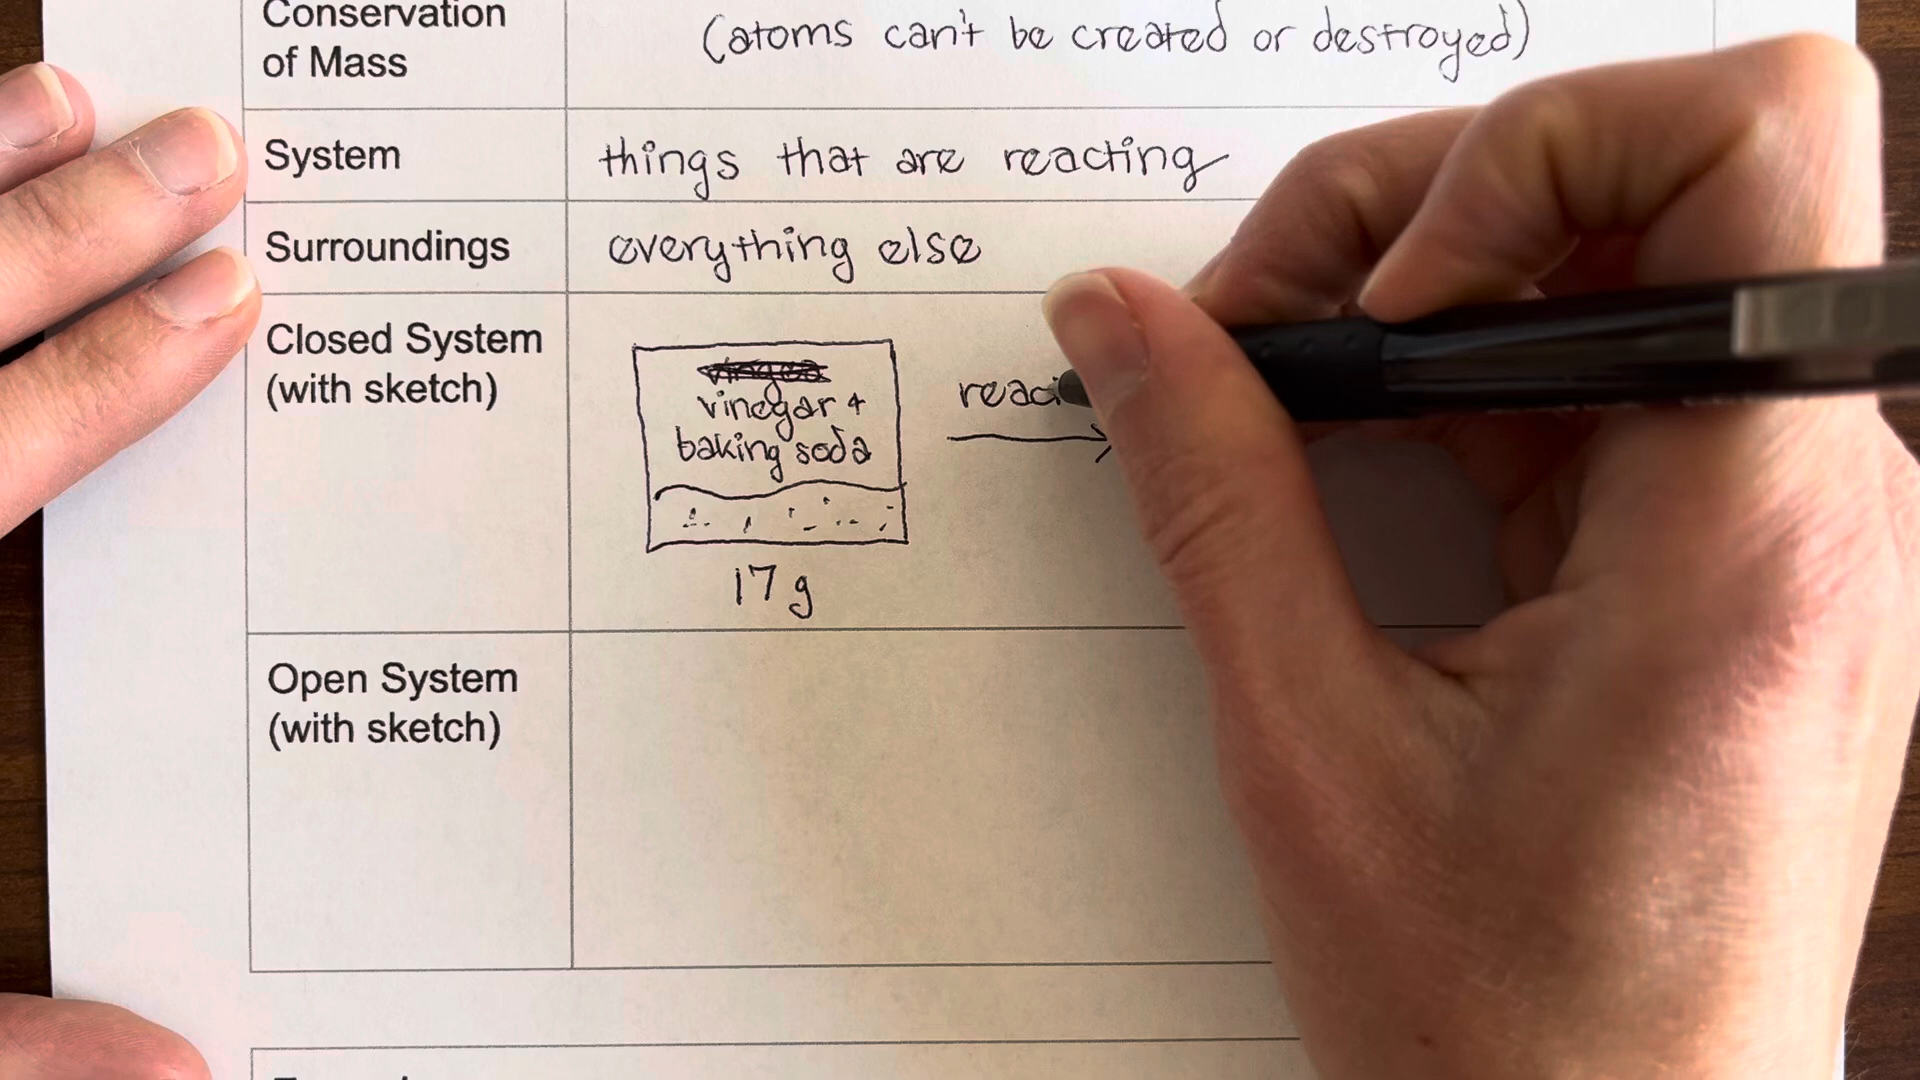 Conservation
of Mass
(atoms can't be created or destroyed)
System
things that are reacting
Surroundings
everything else
Closed System
(with sketch)
vinegar +
baking soda
17 g
Open System
(with sketch)